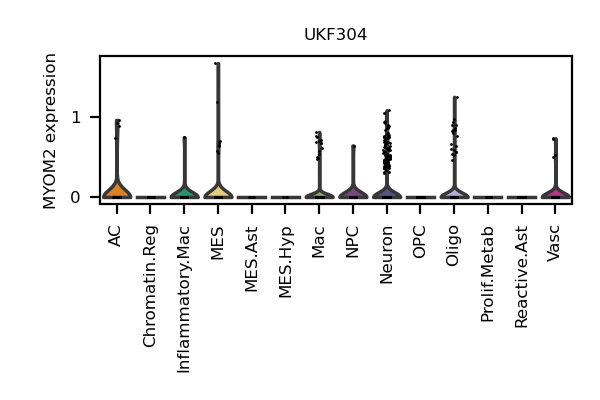 UKF304
MYOM2 expression
1
0
AC
Chromatin.Reg
Inflammatory.Mac
MES
MES.Ast
MES.Hyp
Mac
NPC
Neuron
OPC
Oligo
Prolif.Metab
Reactive.Ast
Vasc